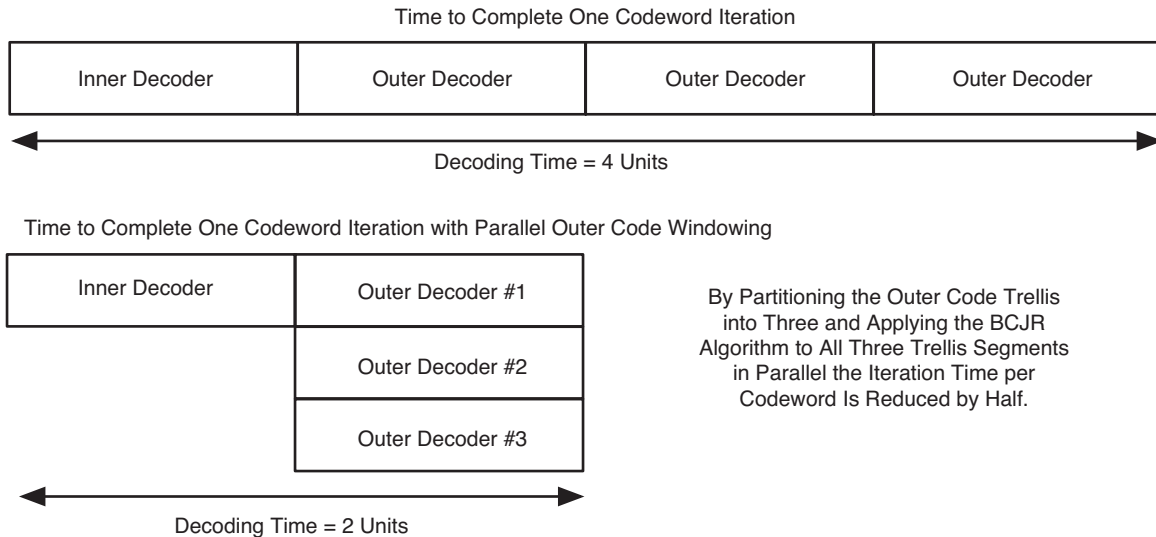 Time to Complete One Codeword Iteration
Inner Decoder
Outer Decoder
Outer Decoder
Outer Decoder
Decoding Time = 4 Units
Time to Complete One Codeword Iteration with Parallel Outer Code Windowing
Inner Decoder
Outer Decoder #1
Outer Decoder #2
Outer Decoder #3
By Partitioning the Outer Code Trellis
into Three and Applying the BCJR
Algorithm to All Three Trellis Segments
in Parallel the Iteration Time per
Codeword Is Reduced by Half.
Decoding Time = 2 Units